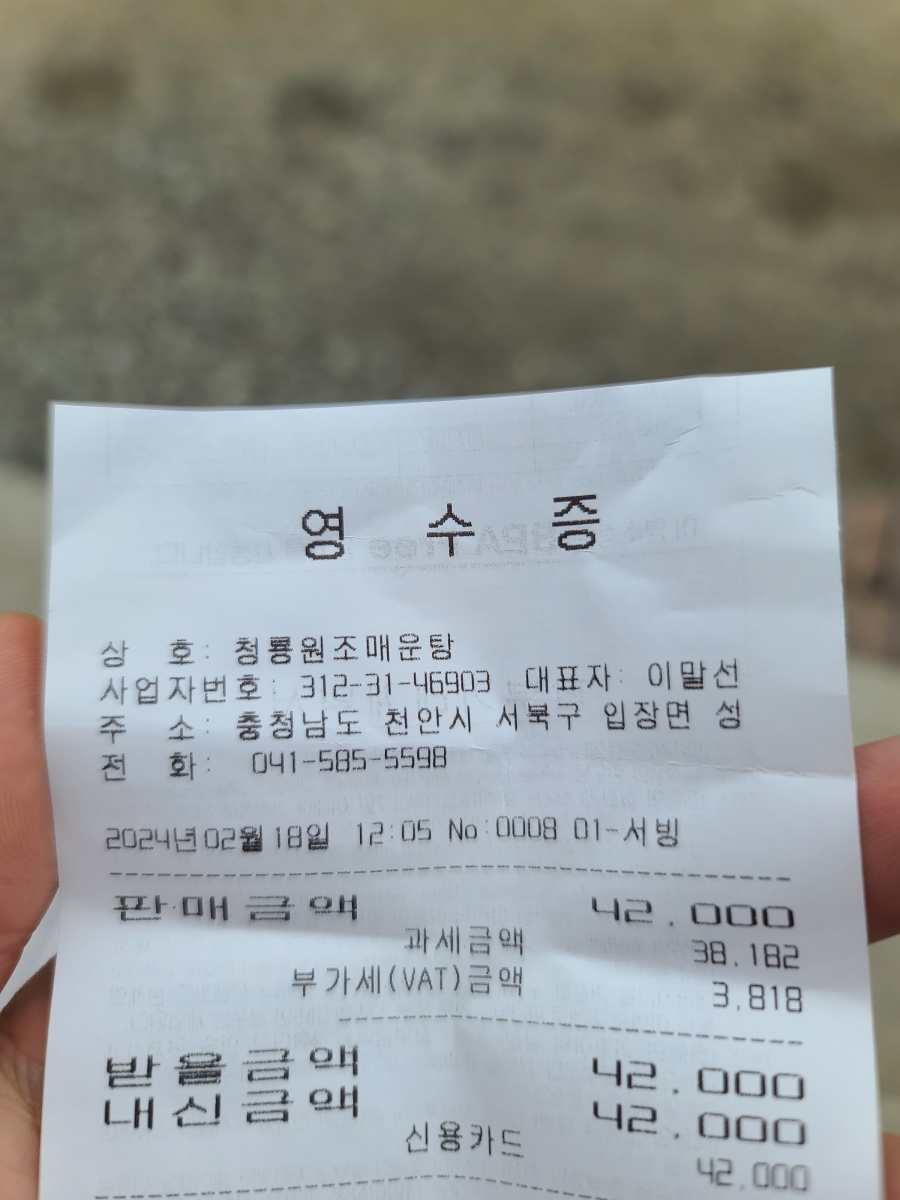 영 수 증
상 호: 청룡원조매운탕
사업자번호: 312-31-46903 대표자: 이말선
주 소: 충청남도 천안시 서북구 입장면 성
전 화: 041-585-5598
2024년02월18일 12:05 No:0008 01-서빙
판매금액 42,000
과세금액 38,182
부가세(VAT)금액 3,818
받을금액 42,000
내신금액 42,000
신용카드 42,000